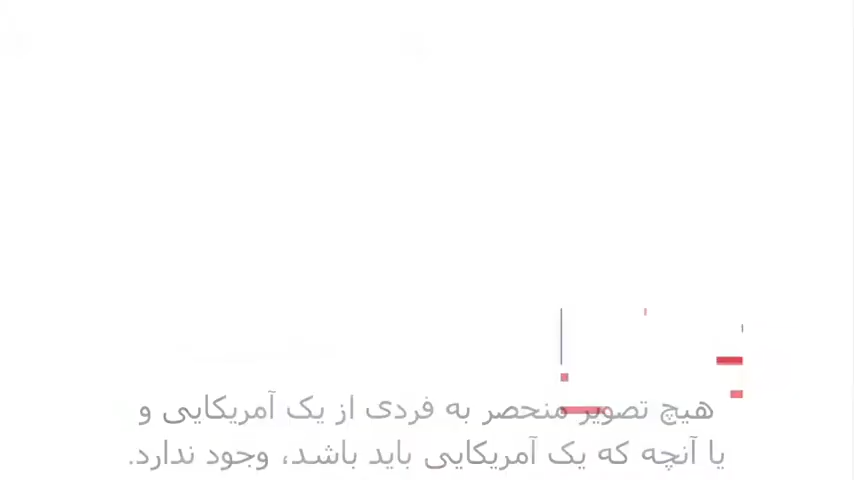 هیچ تصویر منحصر به فردی از یک آمریکایی و
یا آنچه که یک آمریکایی باید باشد، وجود ندارد.